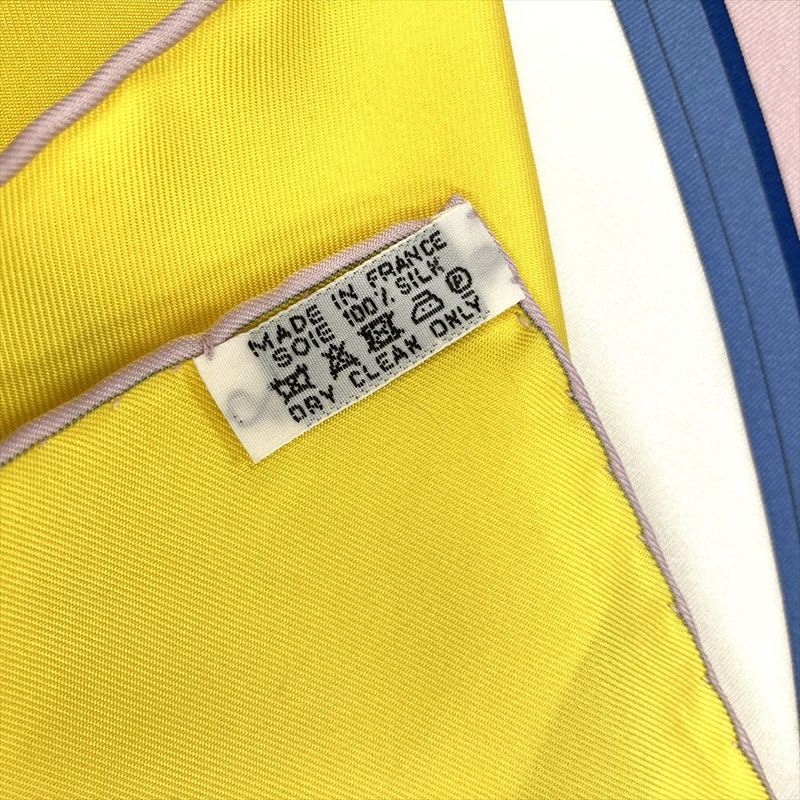 MADE IN FRANCE
SOIE 100% SILK
P
DRY CLEAN ONLY